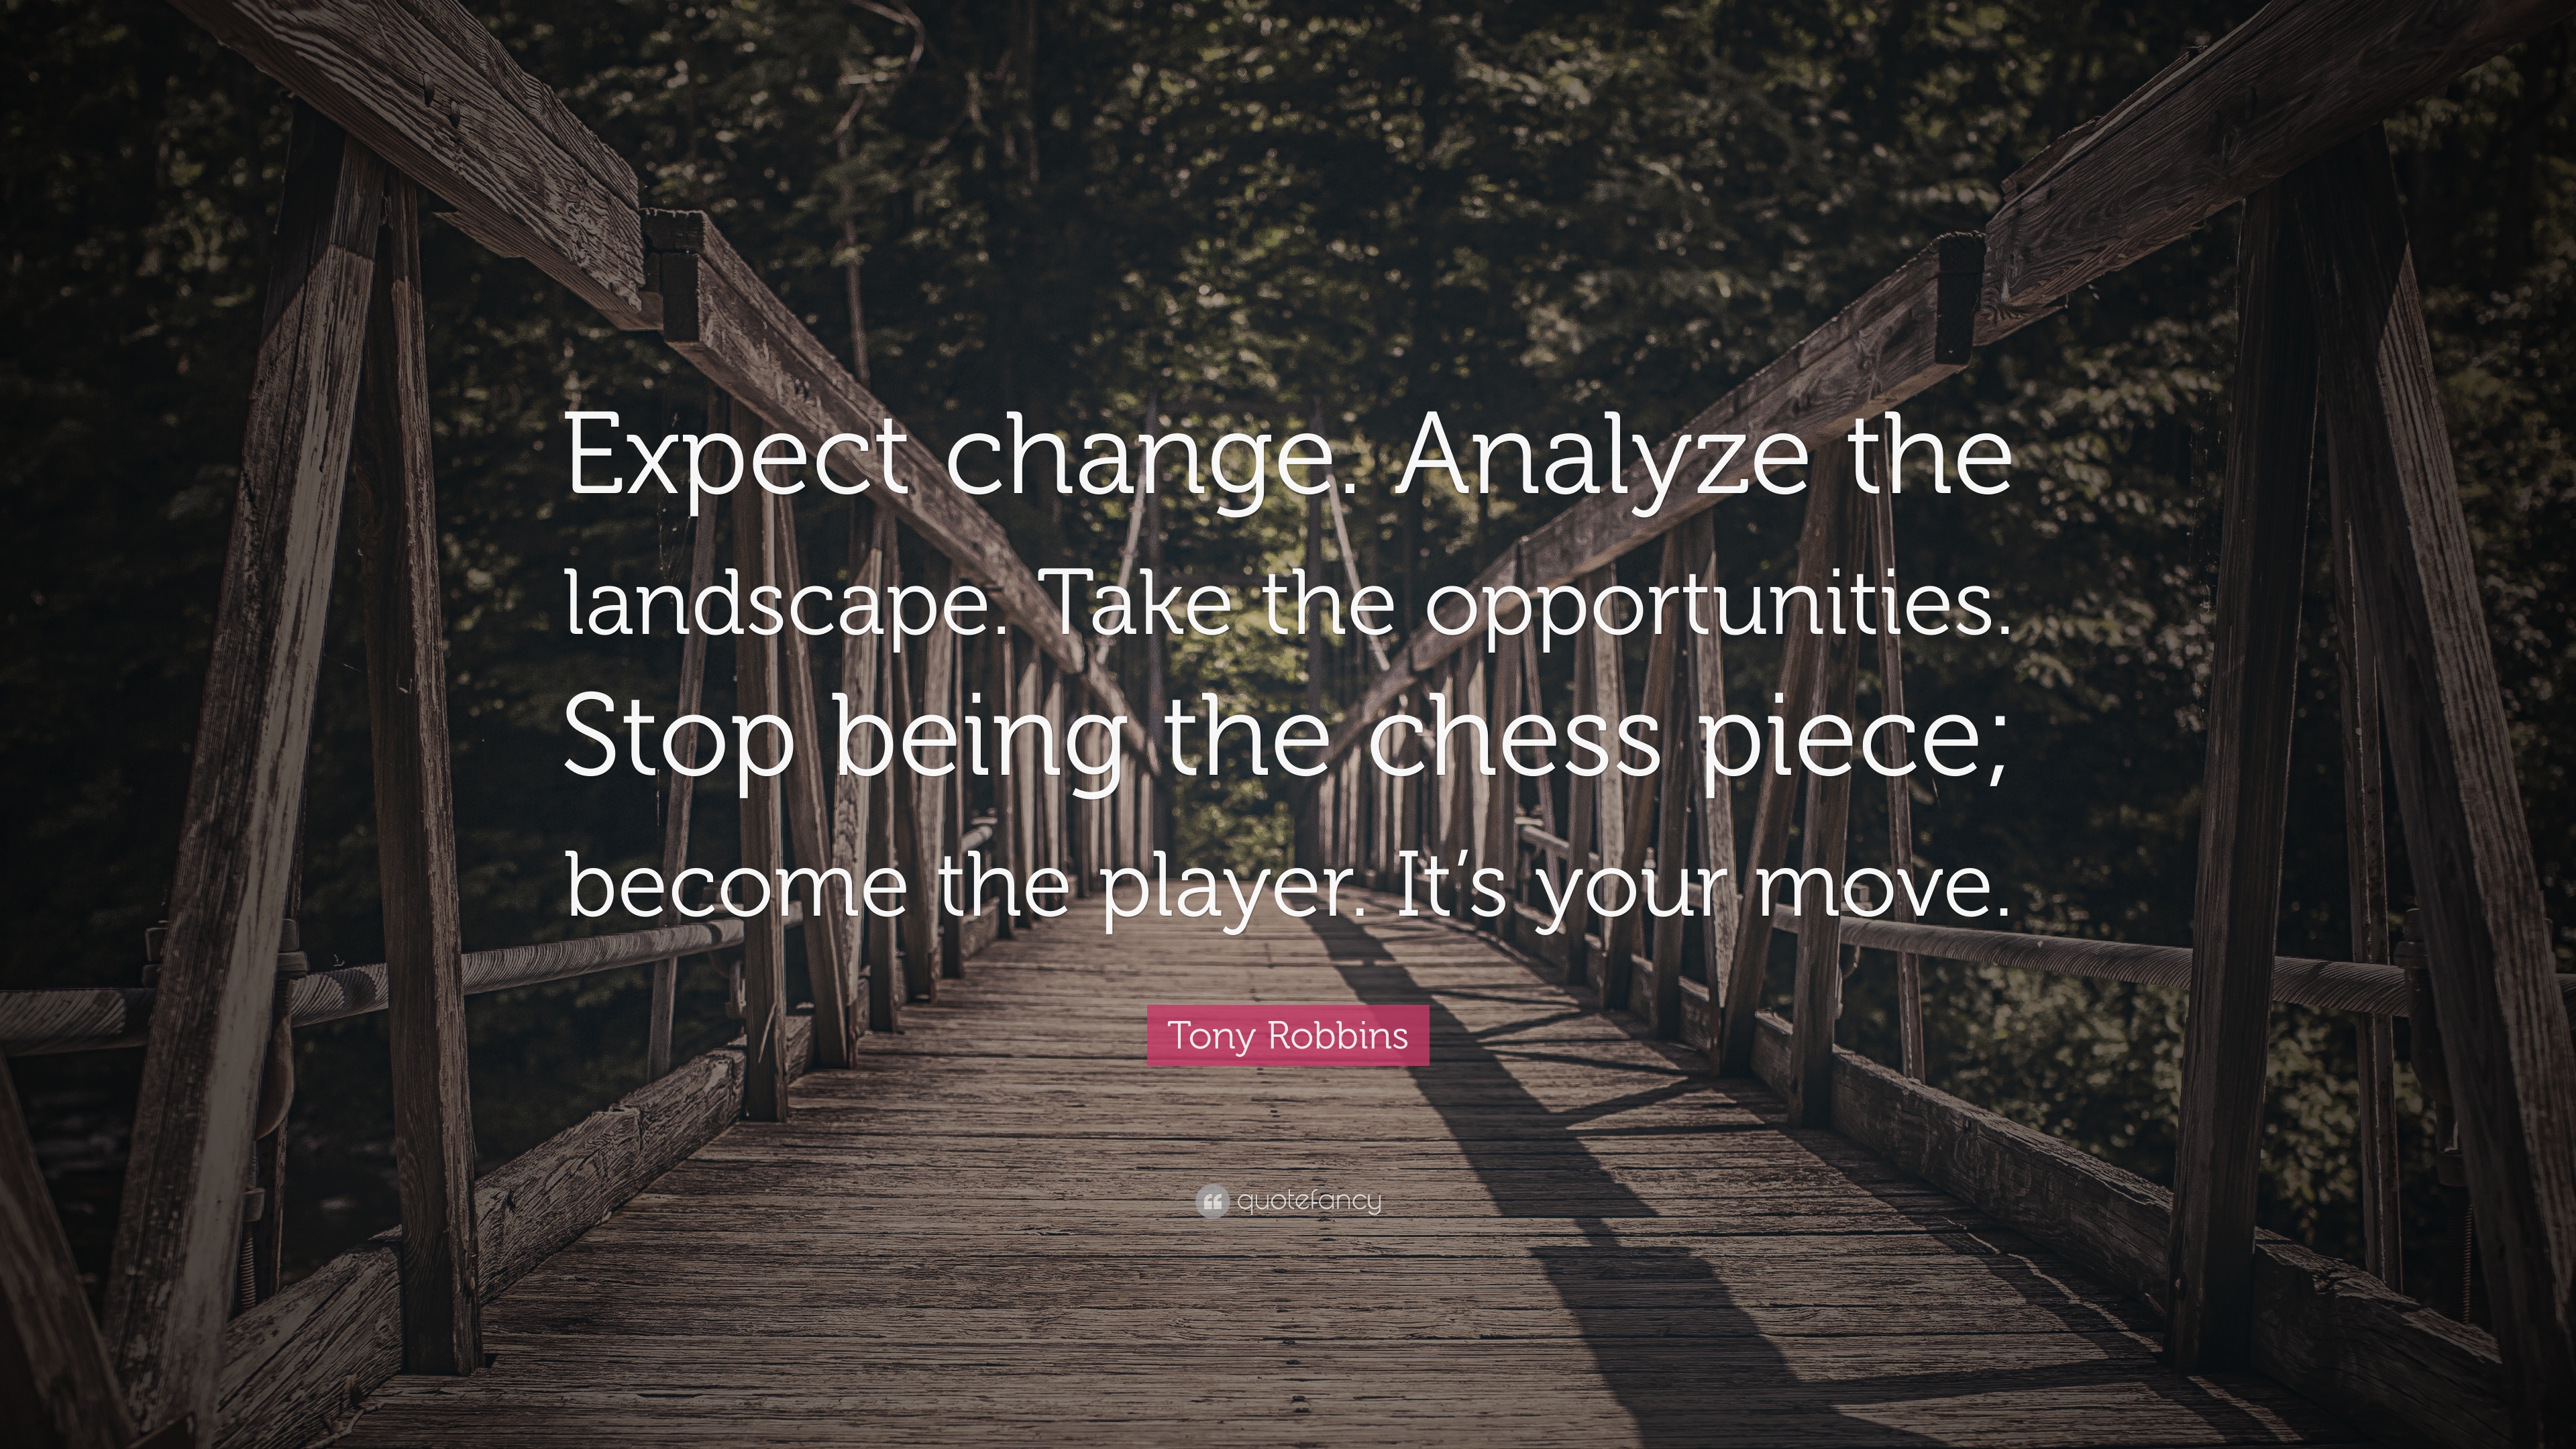 Expect change. Analyze the
landscape. Take the opportunities.
Stop being the chess piece;
become the player. It’s your move.
Tony Robbins
quotefancy